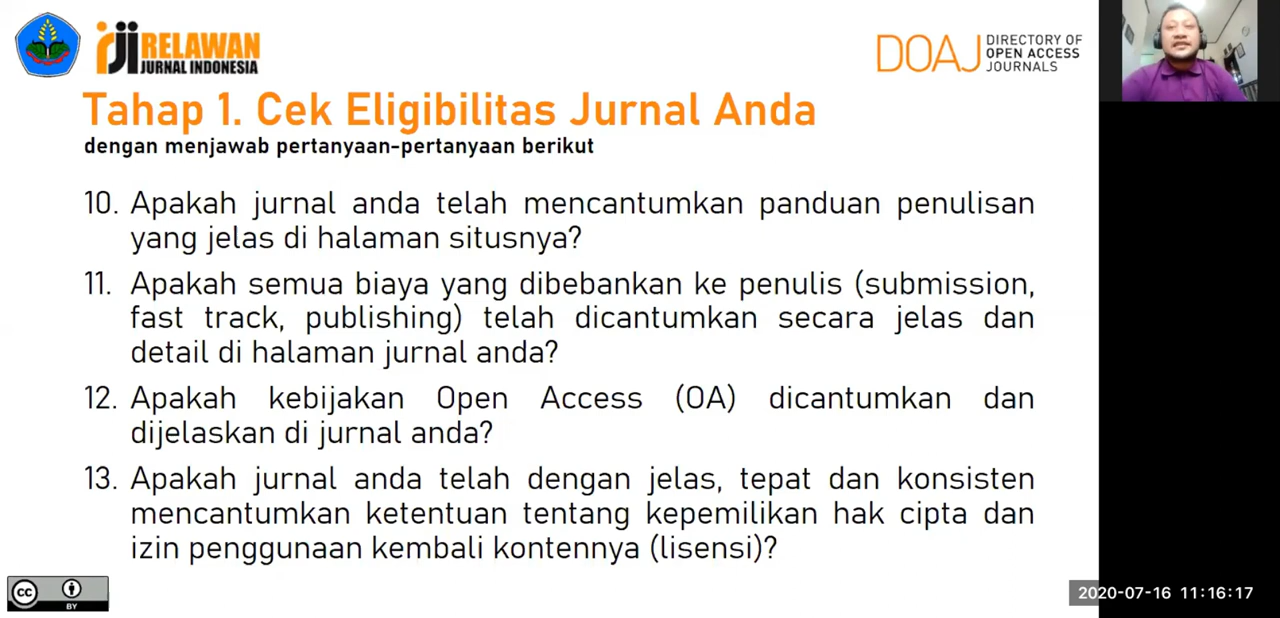 RJI RELAWAN
JURNAL INDONESIA
DOAJ DIRECTORY OF
OPEN ACCESS
JOURNALS
Tahap 1. Cek Eligibilitas Jurnal Anda
dengan menjawab pertanyaan-pertanyaan berikut
10. Apakah jurnal anda telah mencantumkan panduan penulisan
yang jelas di halaman situsnya?
11. Apakah semua biaya yang dibebankan ke penulis (submission,
fast track, publishing) telah dicantumkan secara jelas dan
detail di halaman jurnal anda?
12. Apakah kebijakan Open Access (OA) dicantumkan dan
dijelaskan di jurnal anda?
13. Apakah jurnal anda telah dengan jelas, tepat dan konsisten
mencantumkan ketentuan tentang kepemilikan hak cipta dan
izin penggunaan kembali kontennya (lisensi)?
cc
BY
2020-07-16 11:16:17